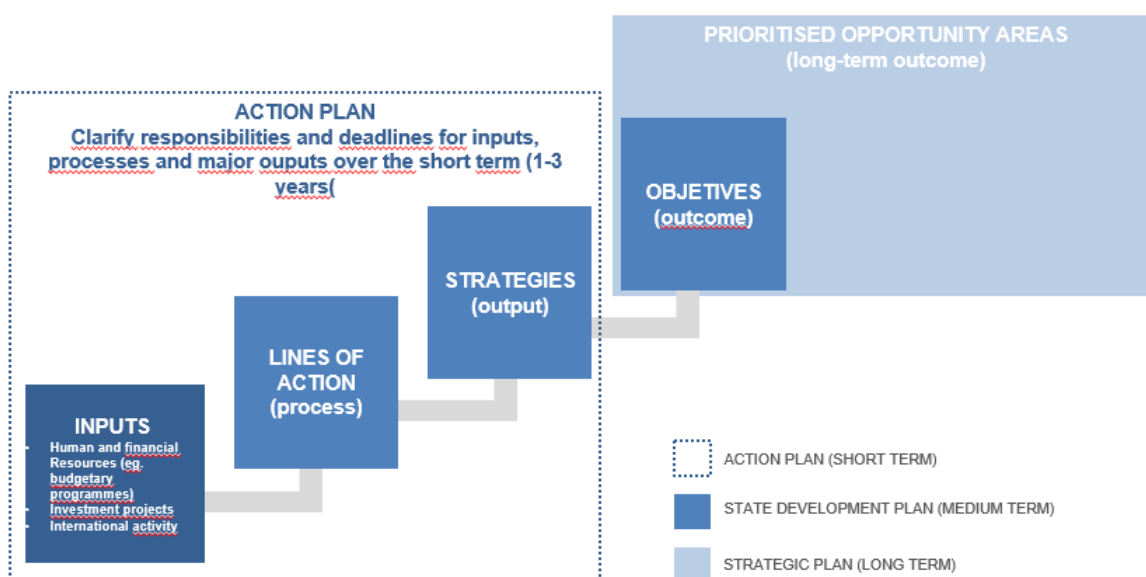 PRIORITISED OPPORTUNITY AREAS
(long-term outcome)
ACTION PLAN
Clarify responsibilities and deadlines for inputs,
processes and major ouputs over the short term (1-3
years(
OBJETIVES
(outcome)
STRATEGIES
(output)
LINES OF
ACTION
(process)
INPUTS
- Human and financial
Resources (eg.
budgetary
programmes)
- Investment projects
- International activity
ACTION PLAN (SHORT TERM)
STATE DEVELOPMENT PLAN (MEDIUM TERM)
STRATEGIC PLAN (LONG TERM)